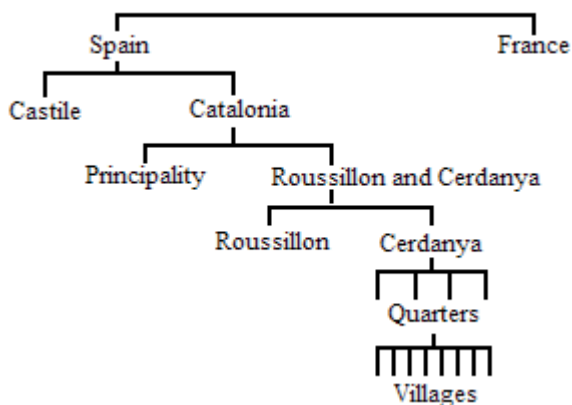 Spain France
Castile Catalonia
Principality Roussillon and Cerdanya
Roussillon Cerdanya
Quarters
Villages